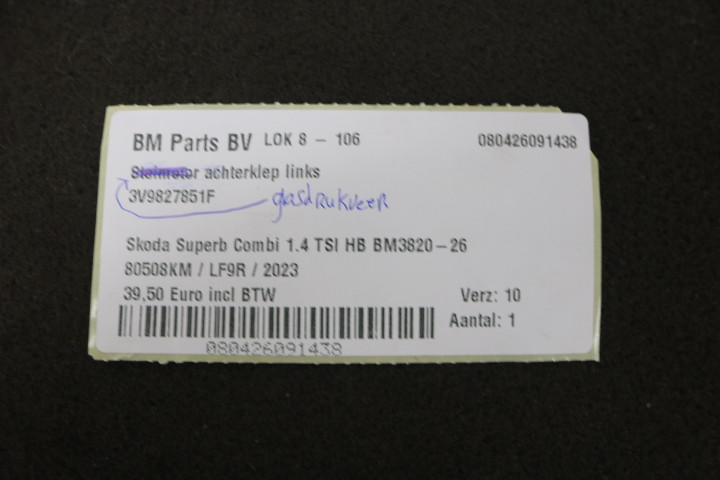 BM Parts BV LOK 8 - 106 080426091438
Stelmotor achterklep links
3V9827851F gasdrukveer
Skoda Superb Combi 1.4 TSI HB BM3820-26
80508KM / LF9R / 2023
39,50 Euro incl BTW Verz: 10
Aantal: 1
080426091438